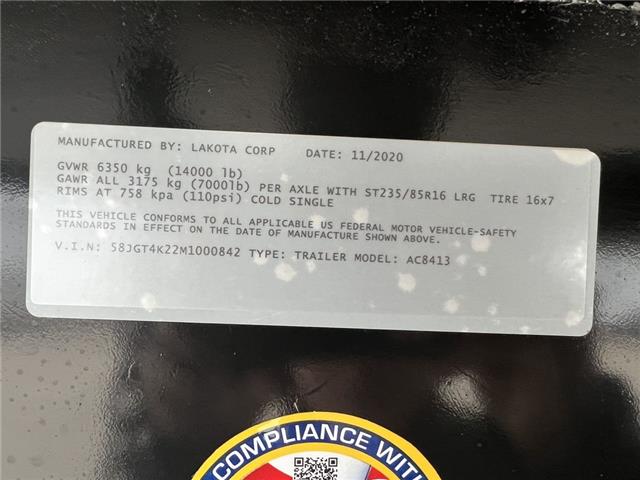 MANUFACTURED BY: LAKOTA CORP DATE: 11/2020
GVWR 6350 kg (14000 lb)
GAWR ALL 3175 kg (7000lb) PER AXLE WITH ST235/85R16 LRG TIRE 16x7
RIMS AT 758 kpa (110psi) COLD SINGLE
THIS VEHICLE CONFORMS TO ALL APPLICABLE US FEDERAL MOTOR VEHICLE-SAFETY
STANDARDS IN EFFECT ON THE DATE OF MANUFACTURE SHOWN ABOVE.
V.I.N: 58JGT4K22M1000842 TYPE: TRAILER MODEL: AC8413
COMPLIANCE WITH